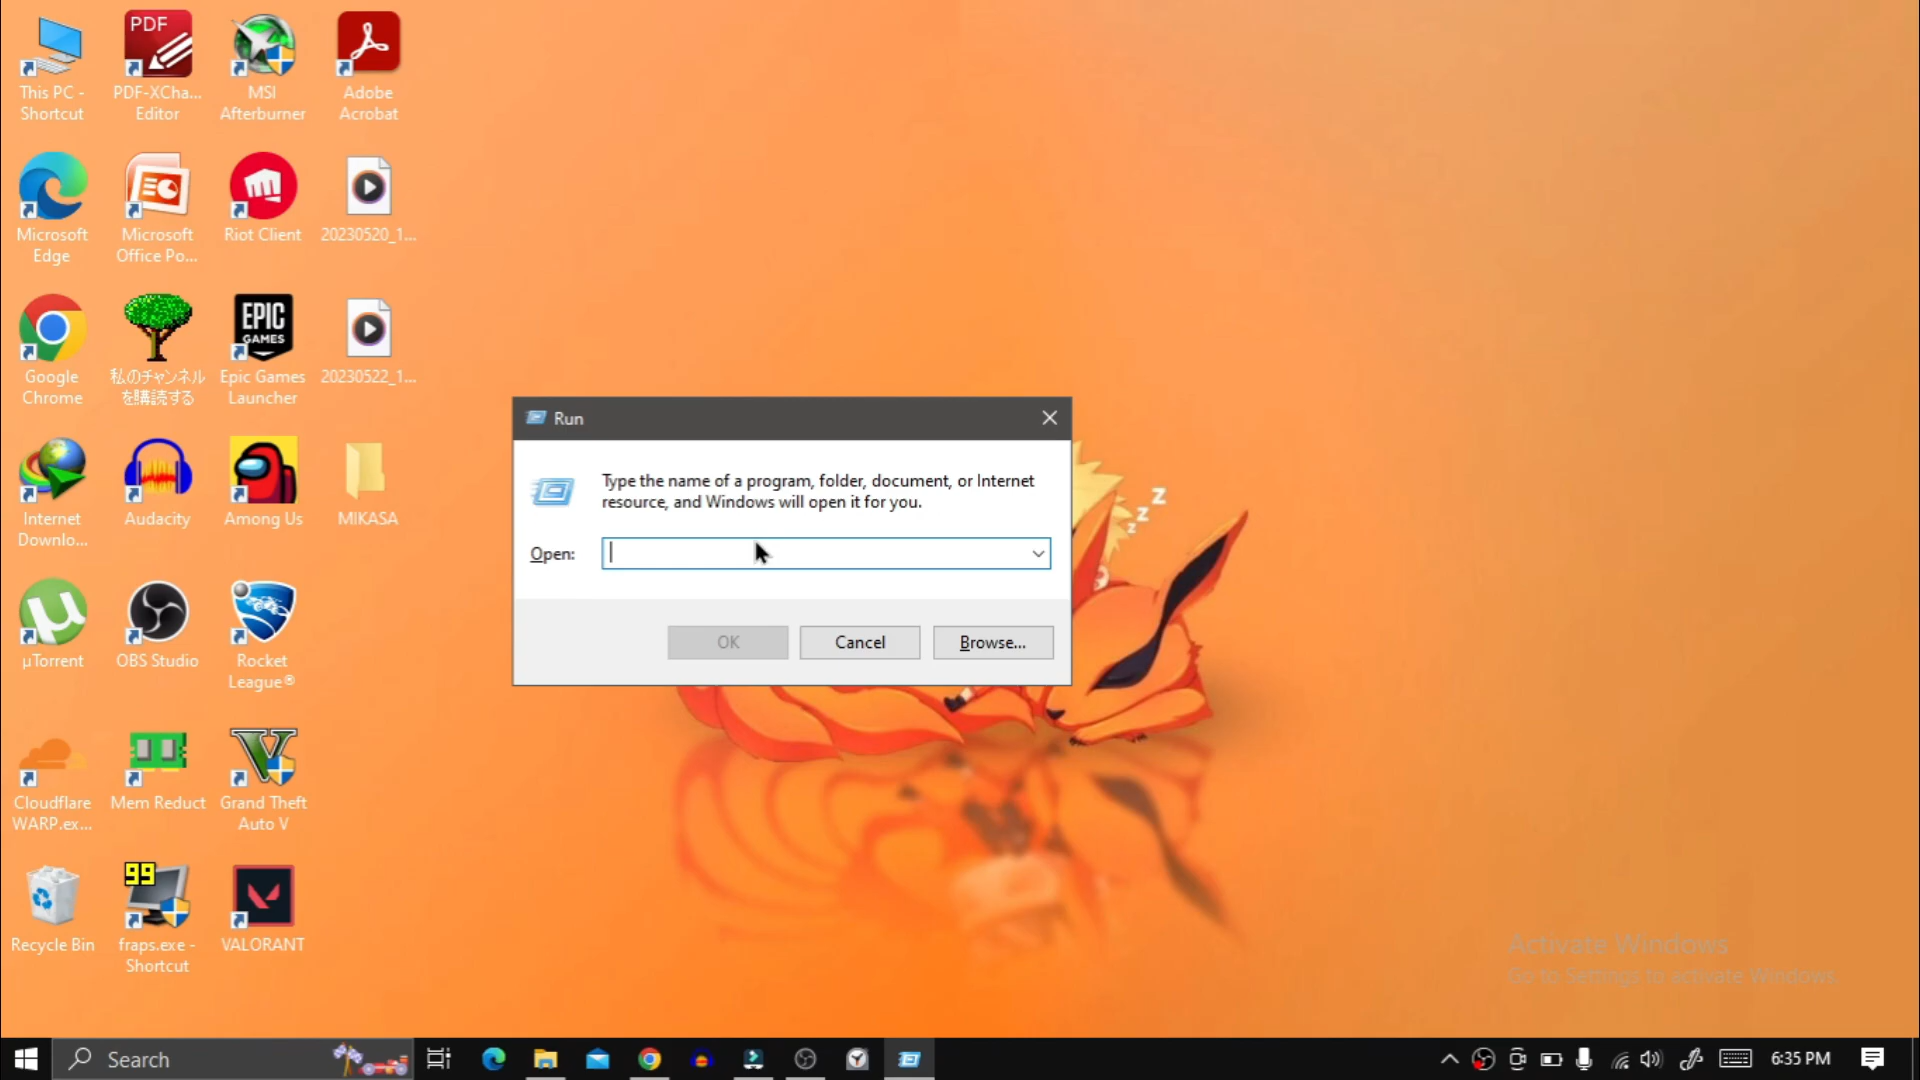 This PC -
Shortcut
PDF
PDF-XCha...
Editor
MSI
Afterburner
Adobe
Acrobat
Microsoft
Edge
Microsoft
Office Po...
Riot Client
20230520_1...
Google
Chrome
私のチャンネル
を購読する
EPIC
GAMES
Epic Games
Launcher
20230522_1...
Internet
Downlo...
Audacity
Among Us
MIKASA
µTorrent
OBS Studio
Rocket
League®
Cloudflare
WARP.ex...
Mem Reduct
Grand Theft
Auto V
Recycle Bin
99
fraps.exe -
Shortcut
VALORANT
Run
Type the name of a program, folder, document, or Internet
resource, and Windows will open it for you.
Open:
OK
Cancel
Browse...
z
z
z
Activate Windows
Go to Settings to activate Windows.
Search
6:35 PM